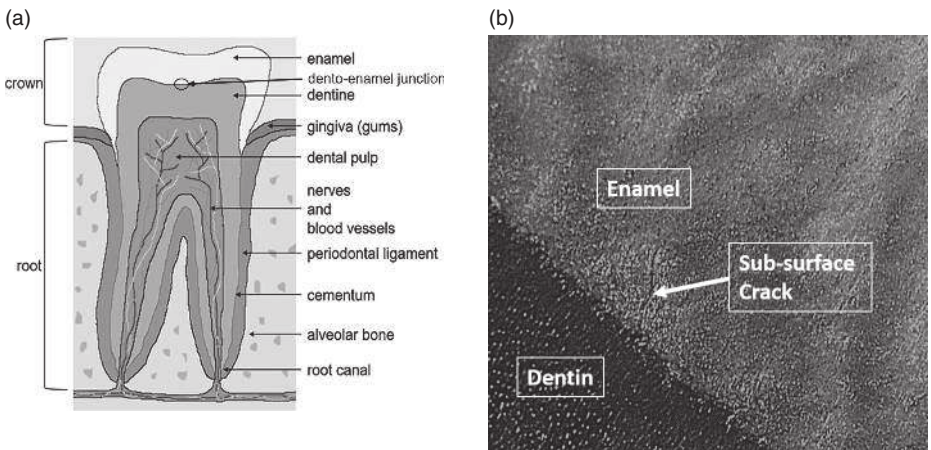 (a)
crown
root
enamel
dento-enamel junction
dentine
gingiva (gums)
dental pulp
nerves
and
blood vessels
periodontal ligament
cementum
alveolar bone
root canal
(b)
Enamel
Sub-surface
Crack
Dentin